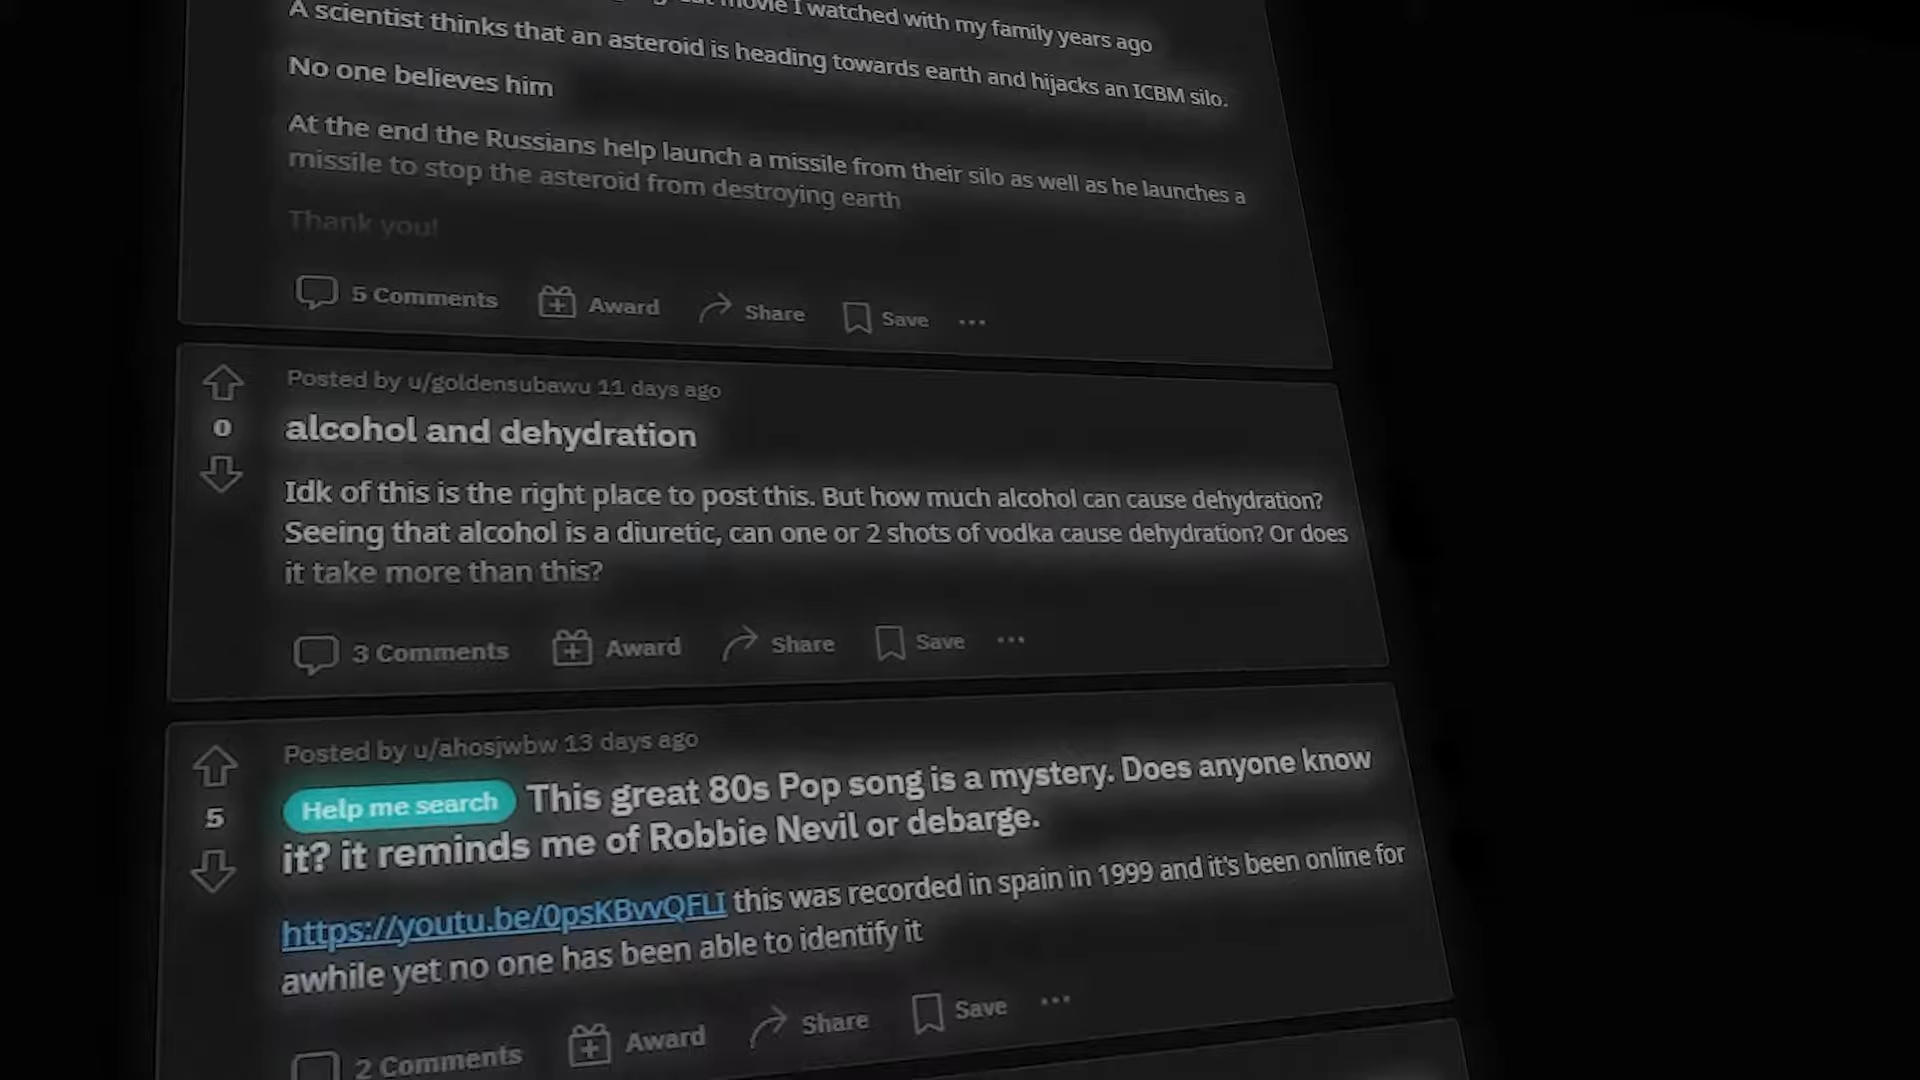 movie I watched with my family years ago
A scientist thinks that an asteroid is heading towards earth and hijacks an ICBM silo.
No one believes him
At the end the Russians help launch a missile from their silo as well as he launches a
missile to stop the asteroid from destroying earth
Thank you!
5 Comments Award Share Save ...
Posted by u/goldensubawu 11 days ago
0
alcohol and dehydration
Idk of this is the right place to post this. But how much alcohol can cause dehydration?
Seeing that alcohol is a diuretic, can one or 2 shots of vodka cause dehydration? Or does
it take more than this?
3 Comments Award Share Save ...
Posted by u/ahosjwbw 13 days ago
5
Help me search This great 80s Pop song is a mystery. Does anyone know
it? it reminds me of Robbie Nevil or debarge.
https://youtu.be/0psKBvvQFLI this was recorded in spain in 1999 and it's been online for
awhile yet no one has been able to identify it
2 Comments Award Share Save ...